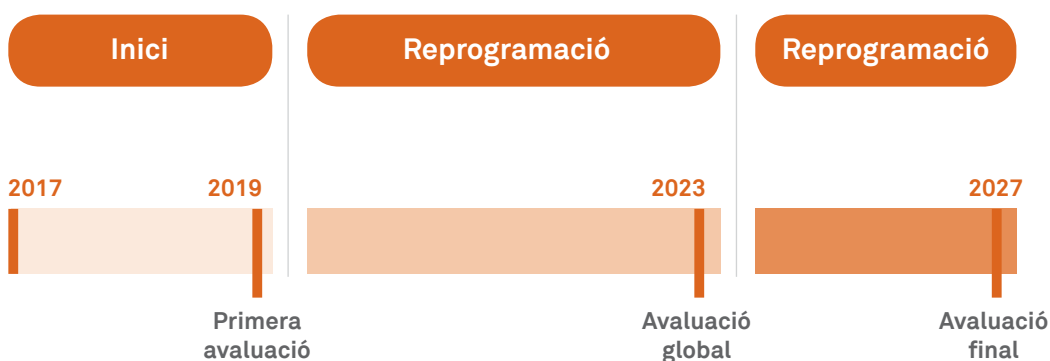 Inici
Reprogramació
Reprogramació
2017
2019
2023
2027
Primera
avaluació
Avaluació
global
Avaluació
final